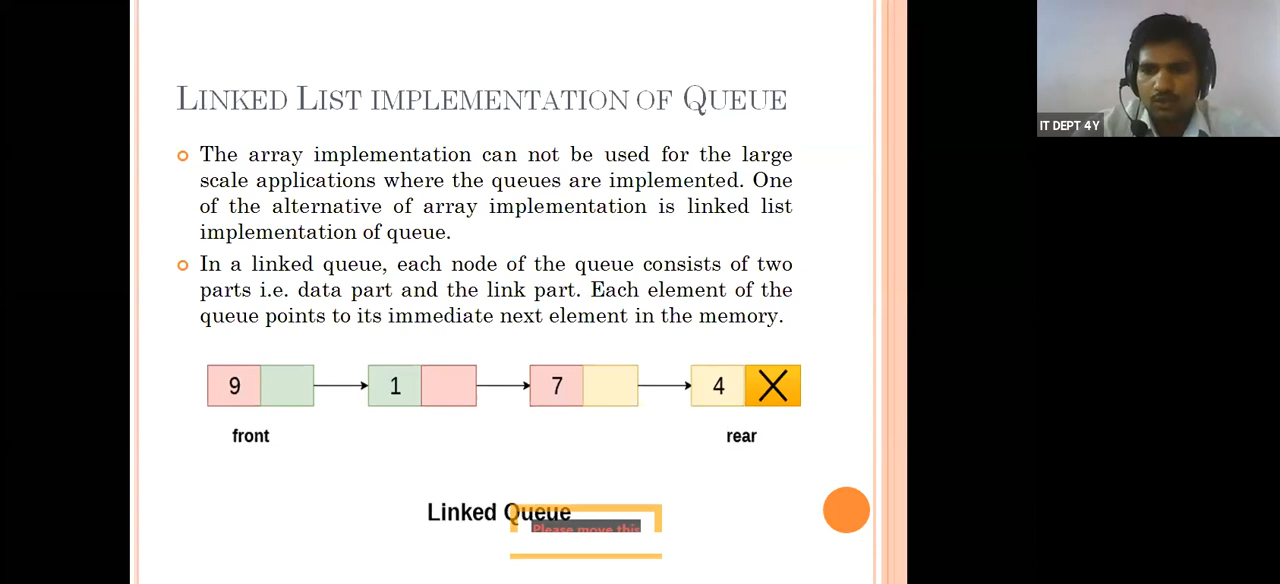 LINKED LIST IMPLEMENTATION OF QUEUE
The array implementation can not be used for the large
scale applications where the queues are implemented. One
of the alternative of array implementation is linked list
implementation of queue.
In a linked queue, each node of the queue consists of two
parts i.e. data part and the link part. Each element of the
queue points to its immediate next element in the memory.
9 1 7 4 X
front rear
Linked Queue
Please move this
IT DEPT 4Y